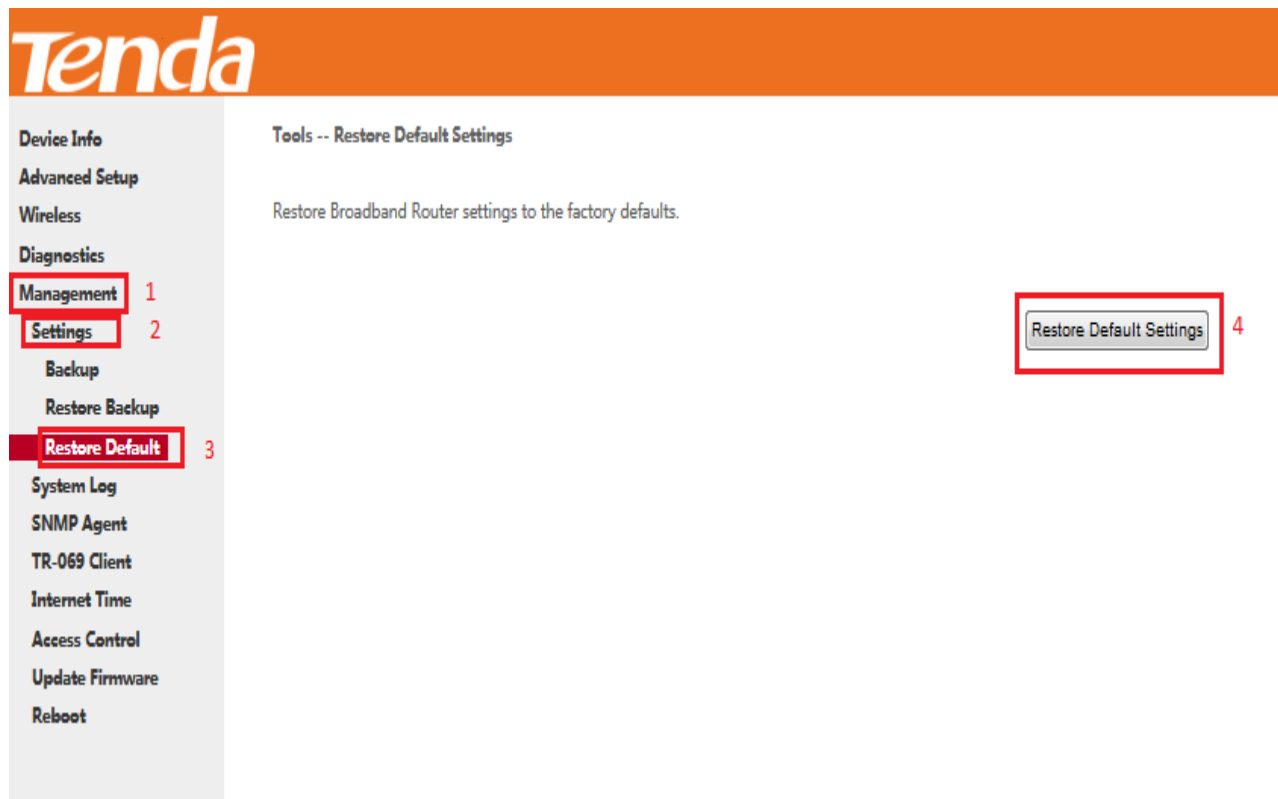 Tenda
Device Info
Advanced Setup
Wireless
Diagnostics
Management 1
Settings 2
Backup
Restore Backup
Restore Default 3
System Log
SNMP Agent
TR-069 Client
Internet Time
Access Control
Update Firmware
Reboot
Tools -- Restore Default Settings
Restore Broadband Router settings to the factory defaults.
Restore Default Settings 4